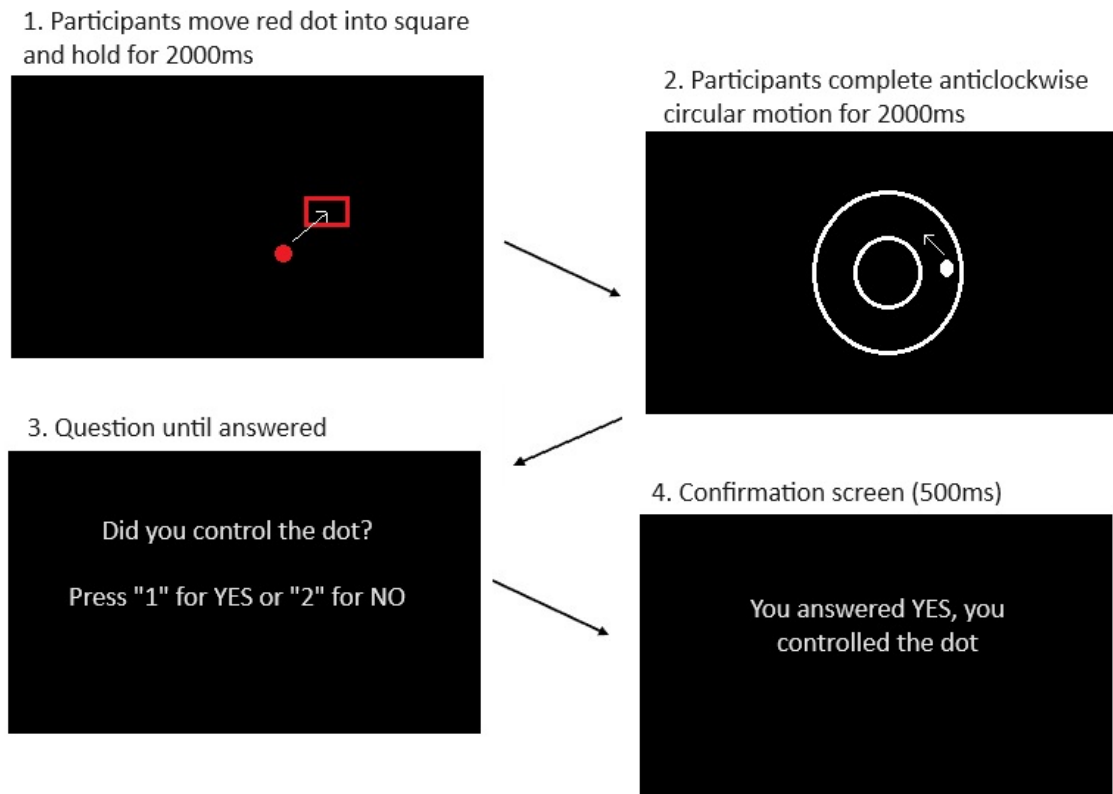 1. Participants move red dot into square
and hold for 2000ms
2. Participants complete anticlockwise
circular motion for 2000ms
3. Question until answered
Did you control the dot?
Press "1" for YES or "2" for NO
4. Confirmation screen (500ms)
You answered YES, you
controlled the dot